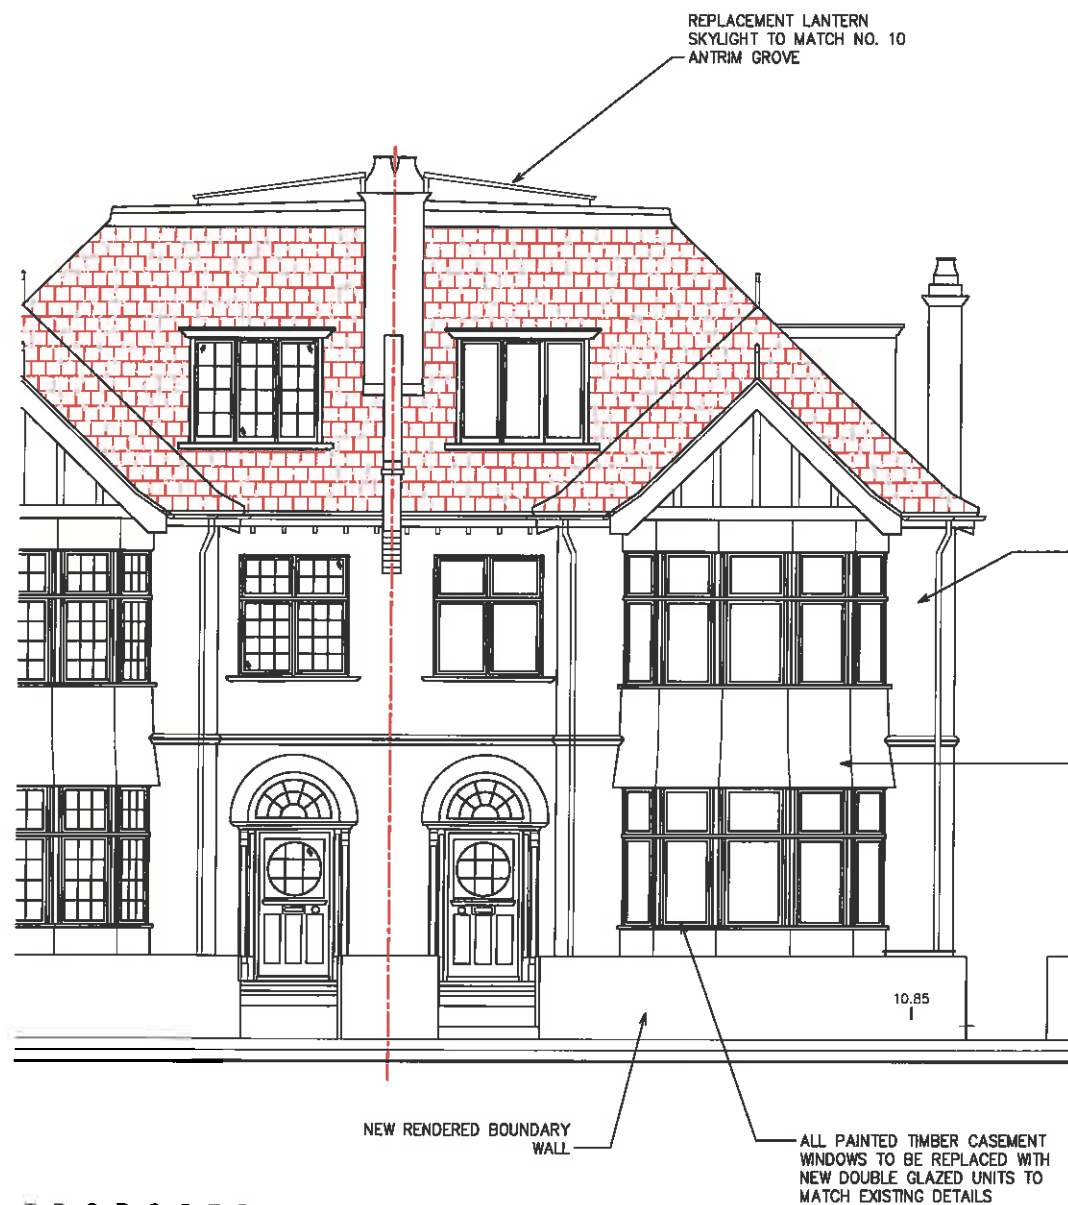 REPLACEMENT LANTERN
SKYLIGHT TO MATCH NO. 10
ANTRIM GROVE
10.85
NEW RENDERED BOUNDARY
WALL
ALL PAINTED TIMBER CASEMENT
WINDOWS TO BE REPLACED WITH
NEW DOUBLE GLAZED UNITS TO
MATCH EXISTING DETAILS